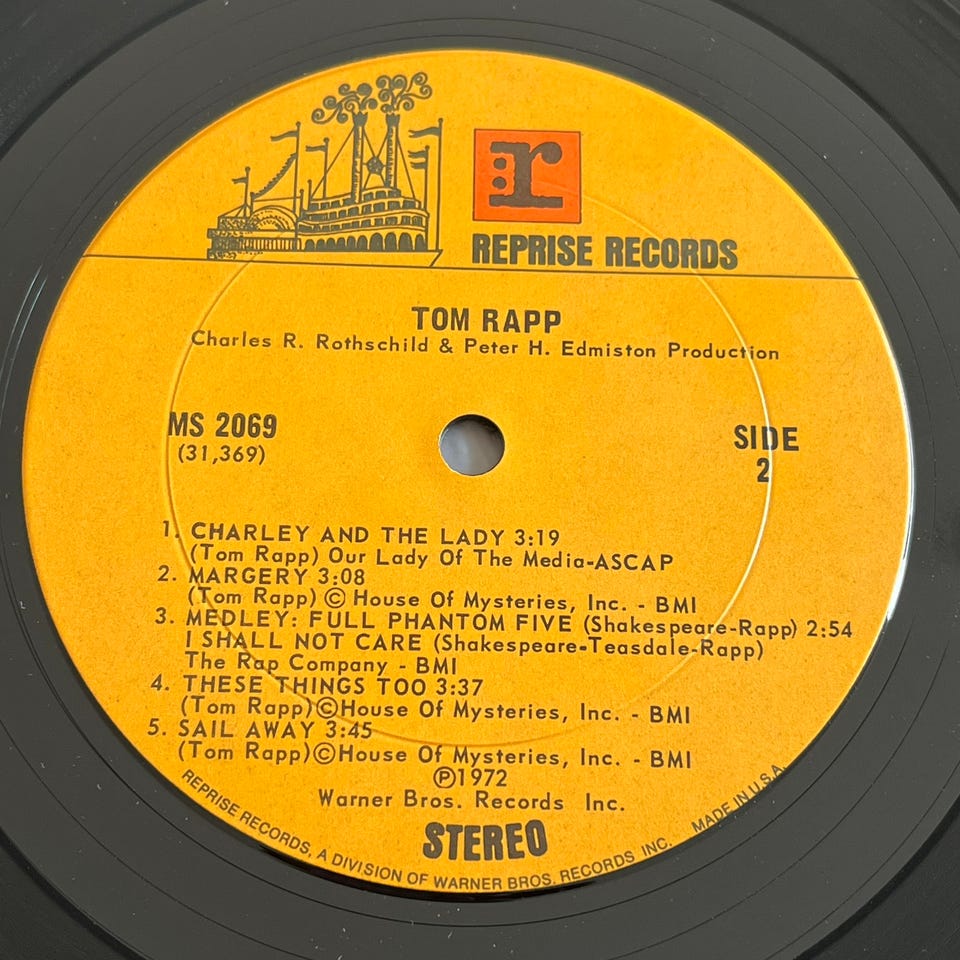 r
REPRISE RECORDS
TOM RAPP
Charles R. Rothschild & Peter H. Edmiston Production
MS 2069
(31,369)
SIDE
2
1. CHARLEY AND THE LADY 3:19
(Tom Rapp) Our Lady Of The Media-ASCAP
2. MARGERY 3:08
(Tom Rapp) © House Of Mysteries, Inc. - BMI
3. MEDLEY: FULL PHANTOM FIVE (Shakespeare-Rapp) 2:54
I SHALL NOT CARE (Shakespeare-Teasdale-Rapp)
The Rap Company - BMI
4. THESE THINGS TOO 3:37
(Tom Rapp)©House Of Mysteries, Inc. - BMI
5. SAIL AWAY 3:45
(Tom Rapp)©House Of Mysteries, Inc. - BMI
℗1972
Warner Bros. Records Inc.
STEREO
REPRISE RECORDS, A DIVISION OF WARNER BROS. RECORDS INC. MADE IN U.S.A.